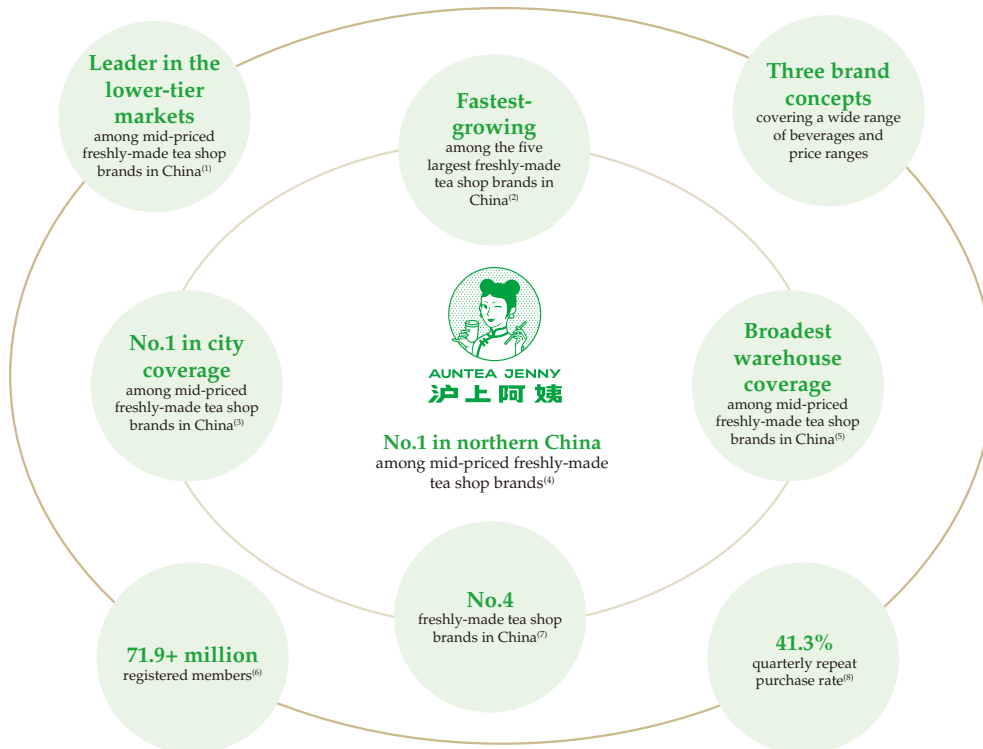 Leader in the
lower-tier
markets
among mid-priced
freshly-made tea shop
brands in China(1)
Fastest-
growing
among the five
largest freshly-made
tea shop brands in
China(2)
Three brand
concepts
covering a wide range
of beverages and
price ranges
No.1 in city
coverage
among mid-priced
freshly-made tea shop
brands in China(3)
AUNTEA JENNY
沪上阿姨
No.1 in northern China
among mid-priced freshly-made
tea shop brands(4)
Broadest
warehouse
coverage
among mid-priced
freshly-made tea shop
brands in China(5)
71.9+ million
registered members(6)
No.4
freshly-made tea shop
brands in China(7)
41.3%
quarterly repeat
purchase rate(8)